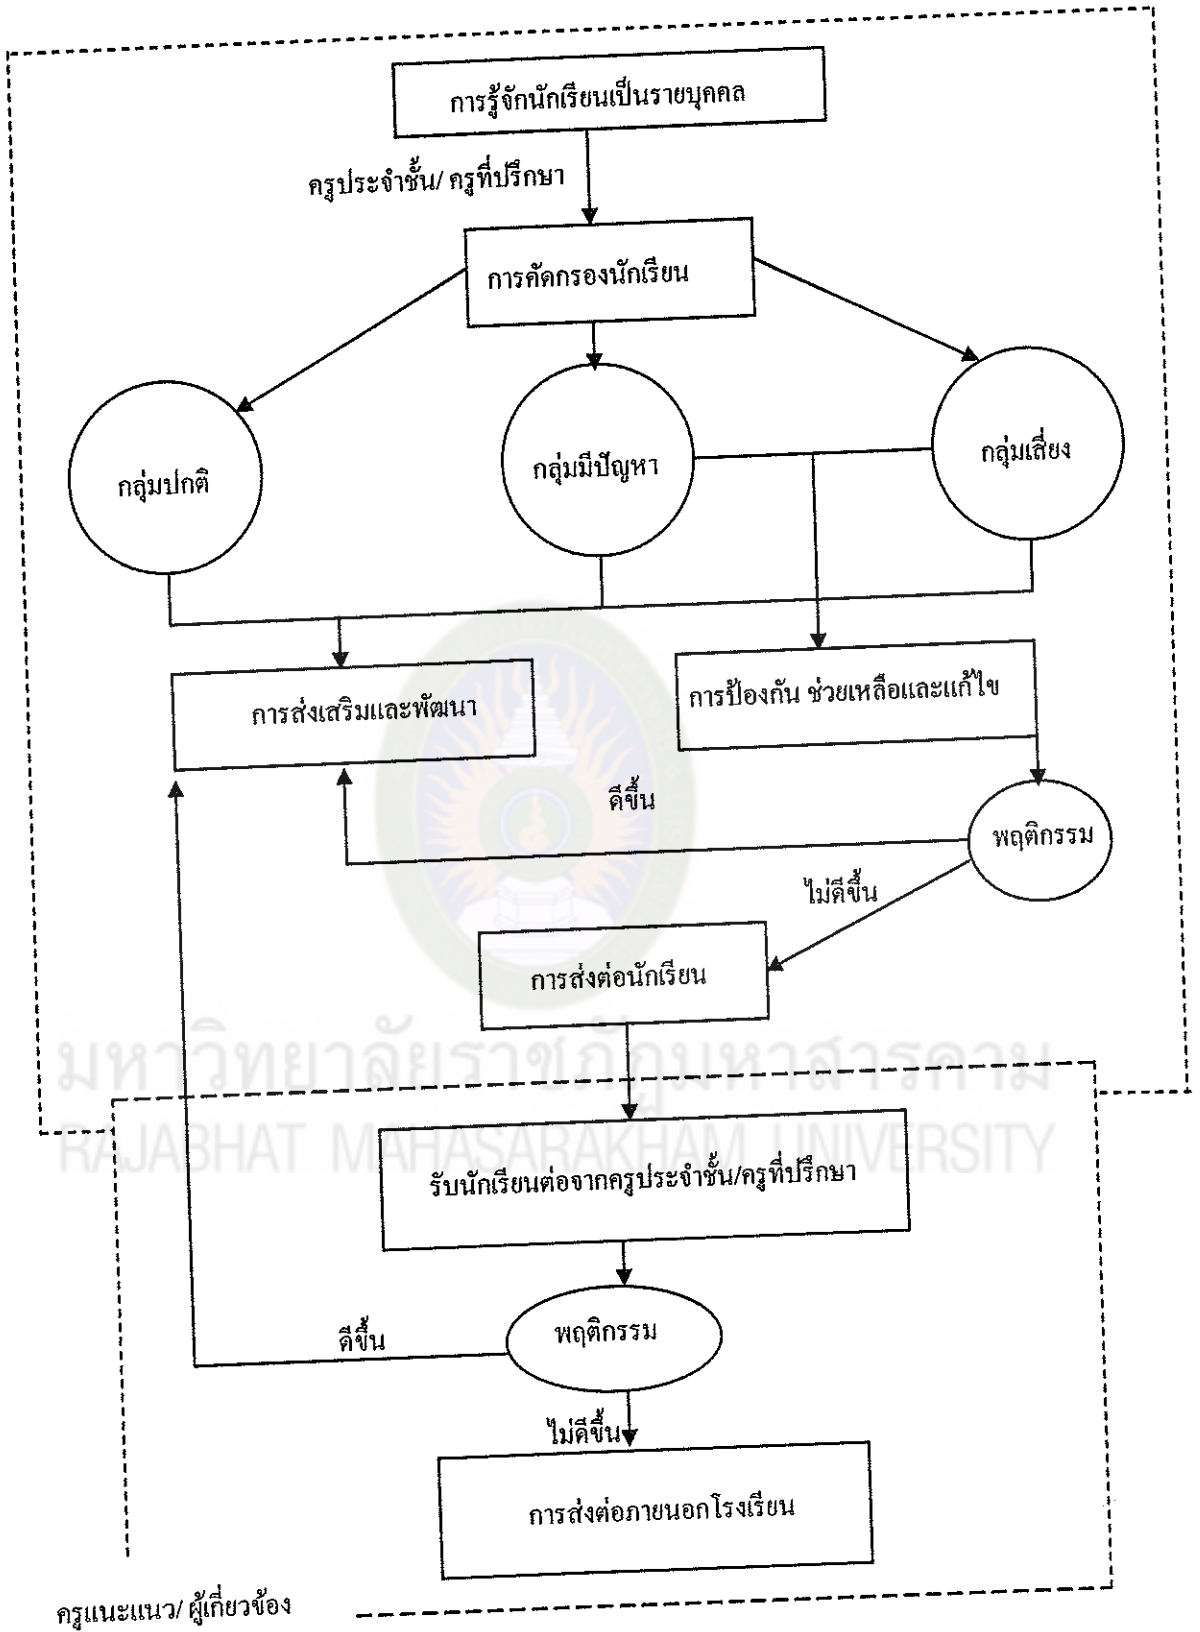 การรู้จักนักเรียนเป็นรายบุคคล
ครูประจำชั้น/ ครูที่ปรึกษา
การคัดกรองนักเรียน
กลุ่มปกติ
กลุ่มมีปัญหา
กลุ่มเสี่ยง
การส่งเสริมและพัฒนา
การป้องกัน ช่วยเหลือและแก้ไข
ดีขึ้น
พฤติกรรม
ไม่ดีขึ้น
การส่งต่อนักเรียน
มหาวิทยาลัยราชภัฏมหาสารคาม
RAJABHAT MAHASARAKHAM UNIVERSITY
รับนักเรียนต่อจากครูประจำชั้น/ครูที่ปรึกษา
ดีขึ้น
พฤติกรรม
ไม่ดีขึ้น
การส่งต่อภายนอกโรงเรียน
ครูแนะแนว/ ผู้เกี่ยวข้อง